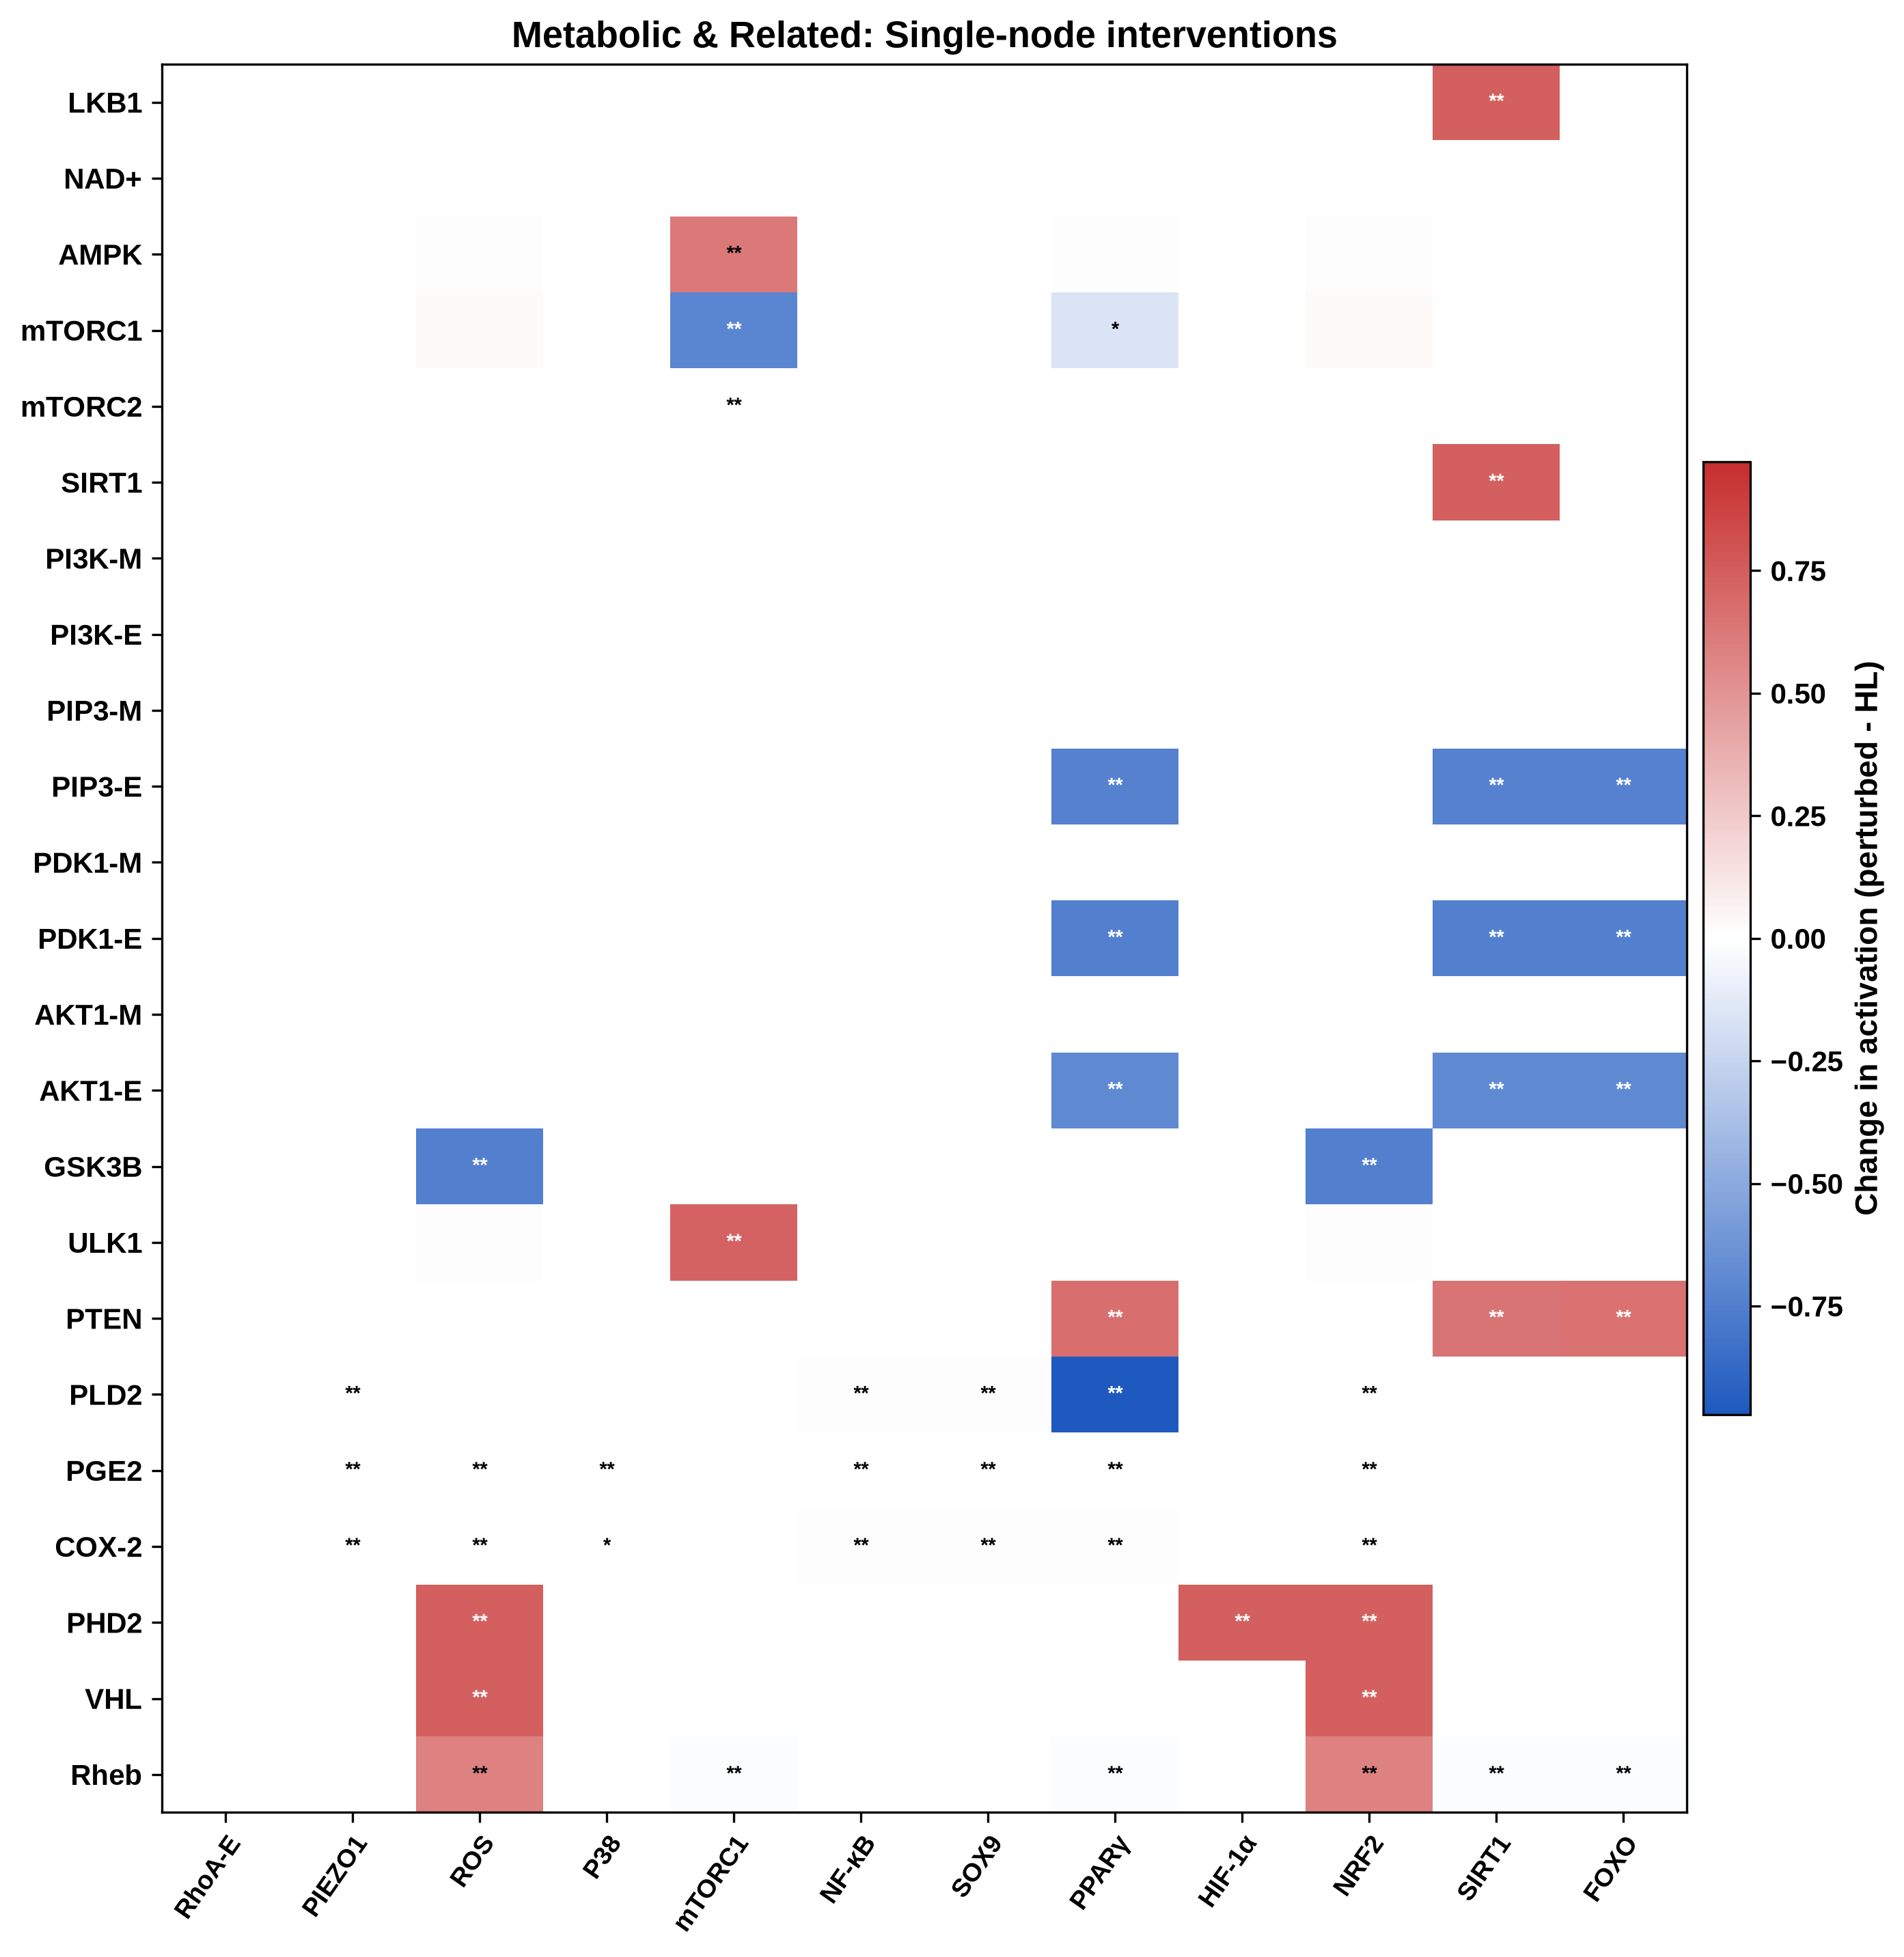 Metabolic & Related: Single-node interventions
LKB1 **
NAD+
AMPK **
mTORC1 ** *
mTORC2 **
SIRT1 **
PI3K-M
PI3K-E
PIP3-M
PIP3-E ** ** **
PDK1-M
PDK1-E ** ** **
AKT1-M
AKT1-E ** ** **
GSK3B ** **
ULK1 **
PTEN ** ** **
PLD2 ** ** ** ** **
PGE2 ** ** ** ** ** ** **
COX-2 ** ** * ** ** ** **
PHD2 ** ** **
VHL ** **
Rheb ** ** ** ** ** **
RhoA-E PIEZO1 ROS P38 mTORC1 NF-κB SOX9 PPARγ HIF-1α NRF2 SIRT1 FOXO
0.75
0.50
0.25
0.00
−0.25
−0.50
−0.75
Change in activation (perturbed - HL)